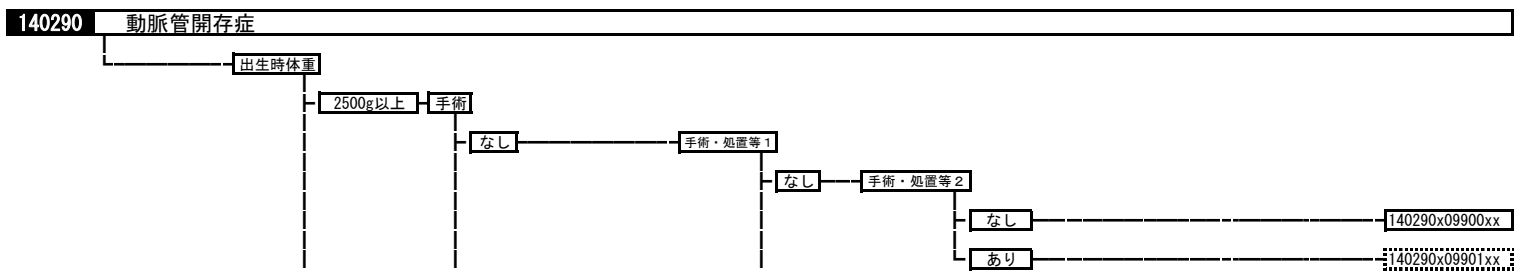 140290 動脈管開存症
出生時体重
2500g以上 手術
なし 手術・処置等1
なし 手術・処置等2
なし 140290x09900xx
あり 140290x09901xx